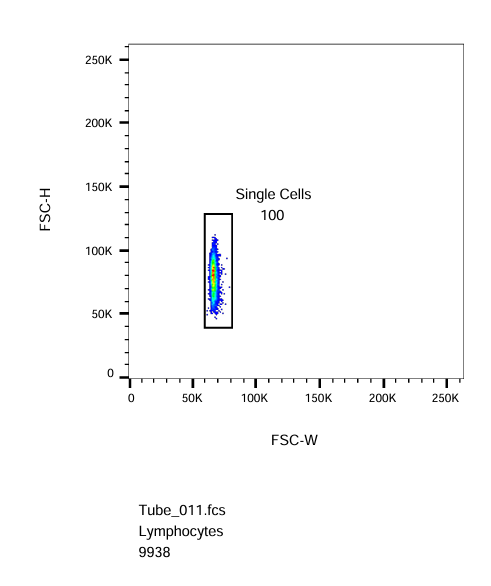 250K
200K
150K
100K
50K
0
FSC-H
Single Cells
100
0 50K 100K 150K 200K 250K
FSC-W
Tube_011.fcs
Lymphocytes
9938